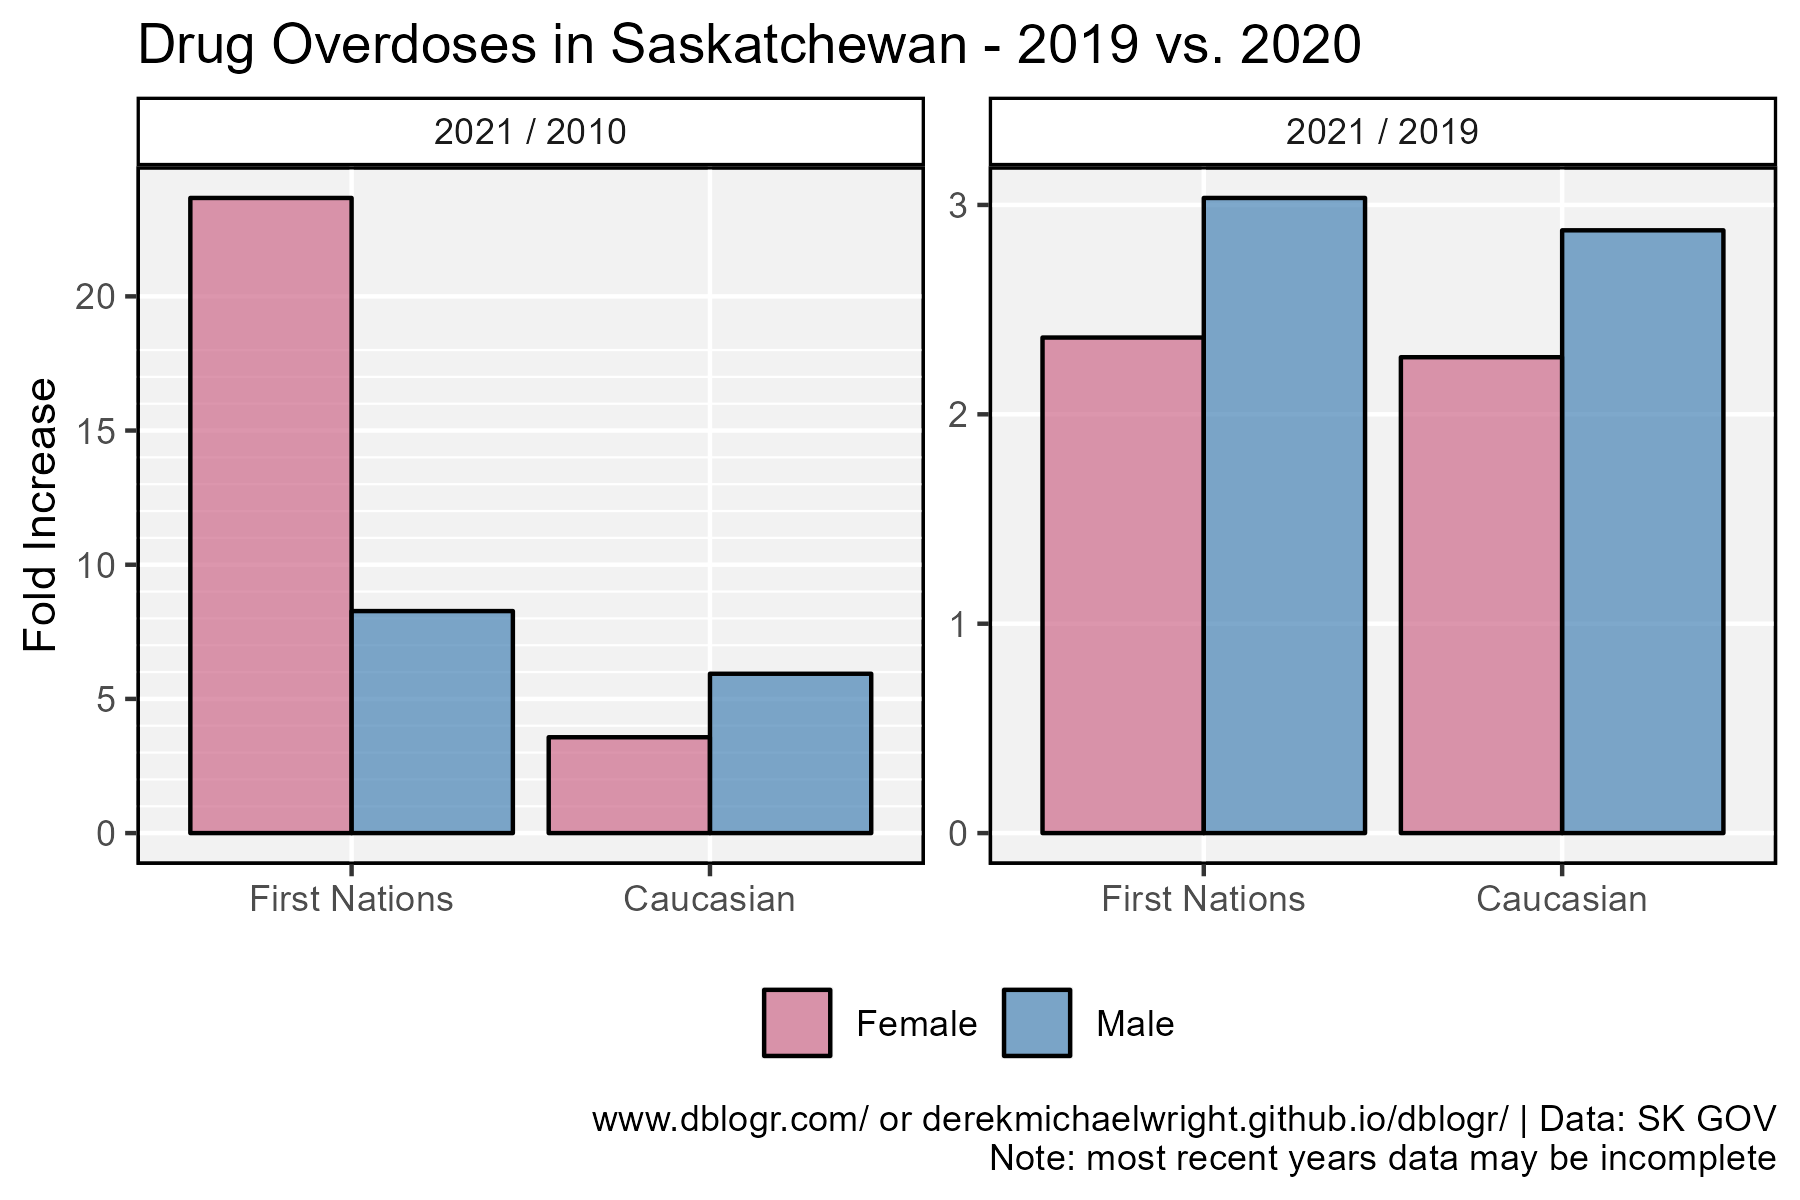 Drug Overdoses in Saskatchewan - 2019 vs. 2020
2021 / 2010
2021 / 2019
Fold Increase
20
15
10
5
0
3
2
1
0
First Nations
Caucasian
First Nations
Caucasian
Female
Male
www.dblogr.com/ or derekmichaelwright.github.io/dblogr/ | Data: SK GOV
Note: most recent years data may be incomplete